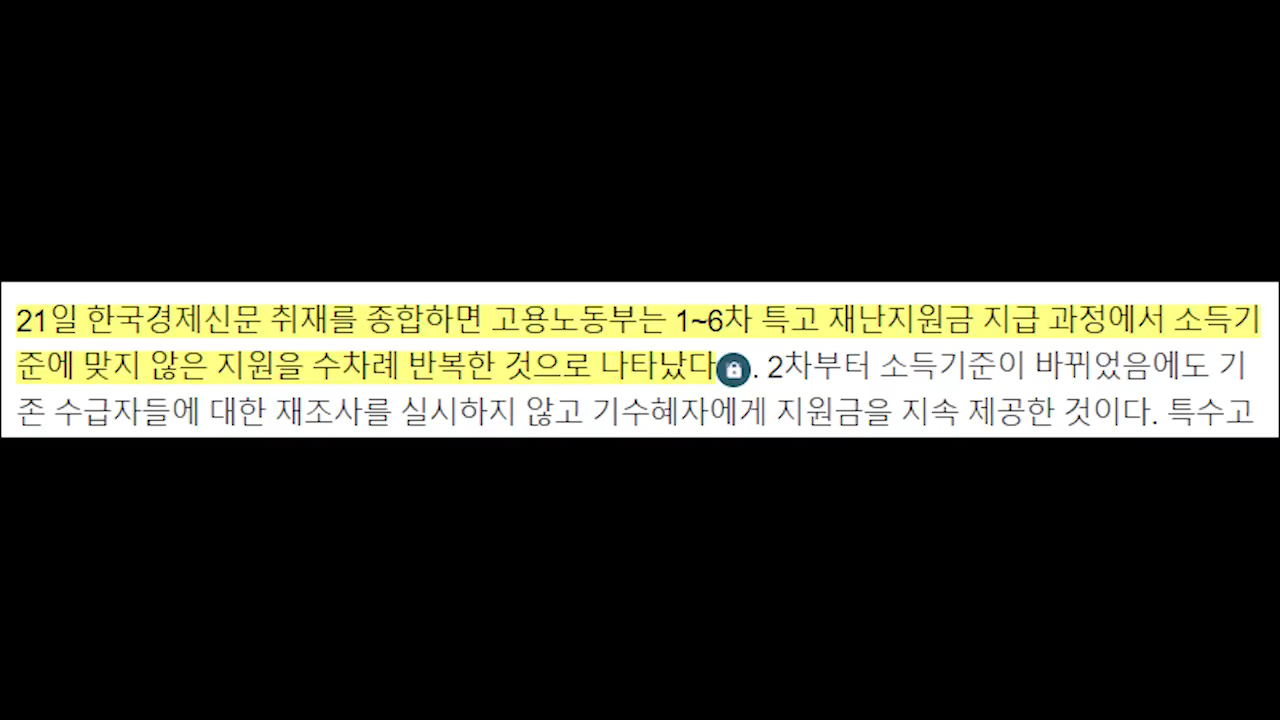 21일 한국경제신문 취재를 종합하면 고용노동부는 1~6차 특고 재난지원금 지급 과정에서 소득기
준에 맞지 않은 지원을 수차례 반복한 것으로 나타났다. 2차부터 소득기준이 바뀌었음에도 기
존 수급자들에 대한 재조사를 실시하지 않고 기수혜자에게 지원금을 지속 제공한 것이다. 특수고